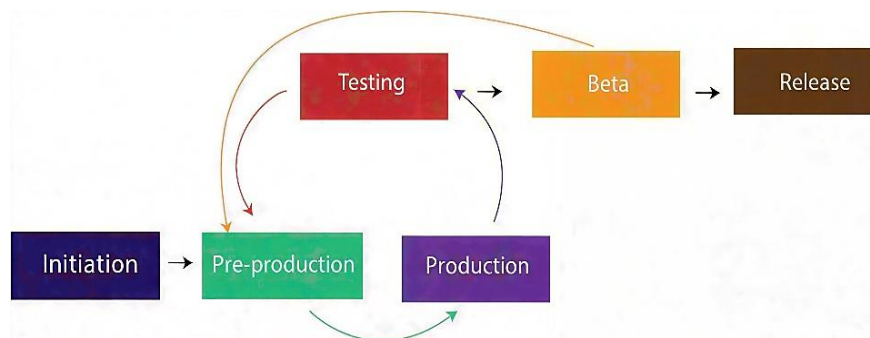 Testing
Beta
Release
Initiation
Pre-production
Production